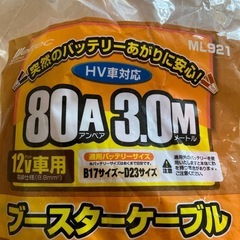 ML921
突然のバッテリーあがりに安心!
HV車対応
80A 3.0M
アンペア メートル
12V車用
適用バッテリーサイズ
B17サイズ〜D23サイズ
注意
ブースターケーブル